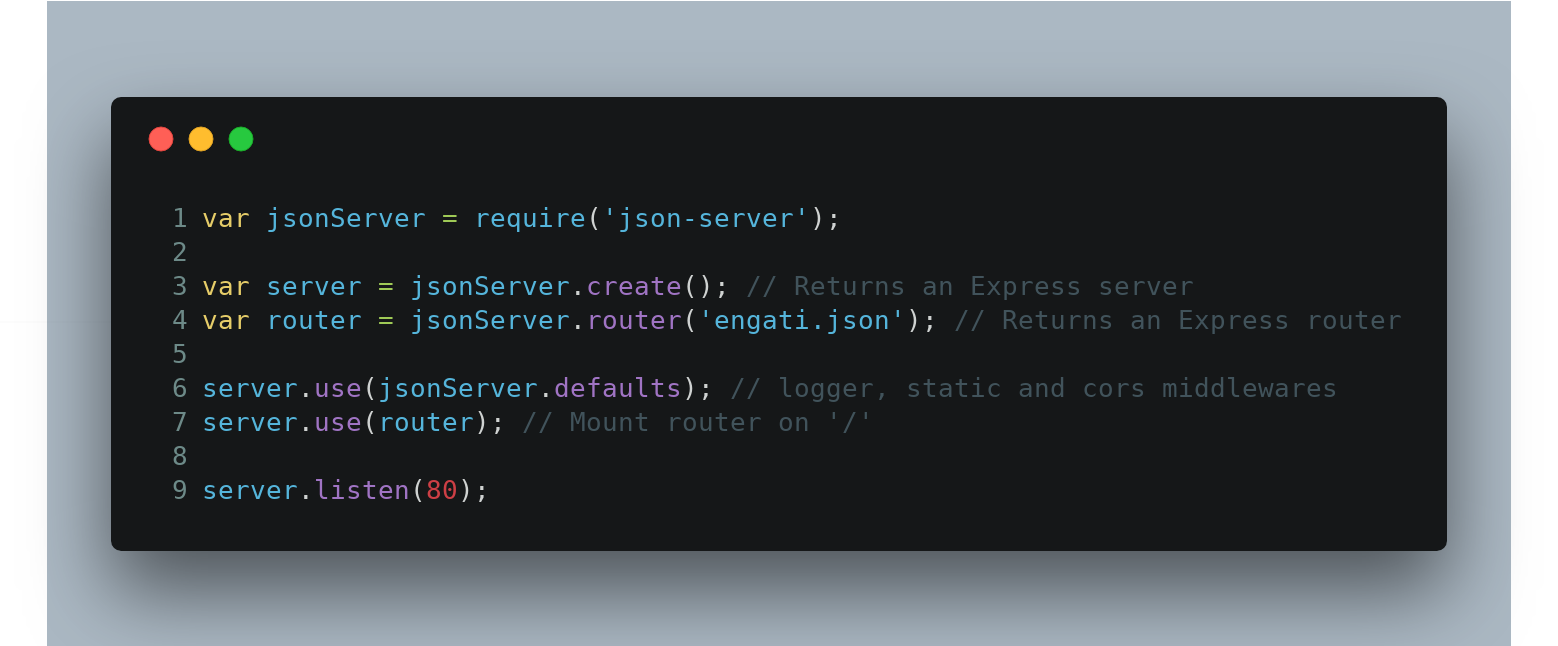 1 var jsonServer = require('json-server');
2
3 var server = jsonServer.create(); // Returns an Express server
4 var router = jsonServer.router('engati.json'); // Returns an Express router
5
6 server.use(jsonServer.defaults); // logger, static and cors middlewares
7 server.use(router); // Mount router on '/'
8
9 server.listen(80);